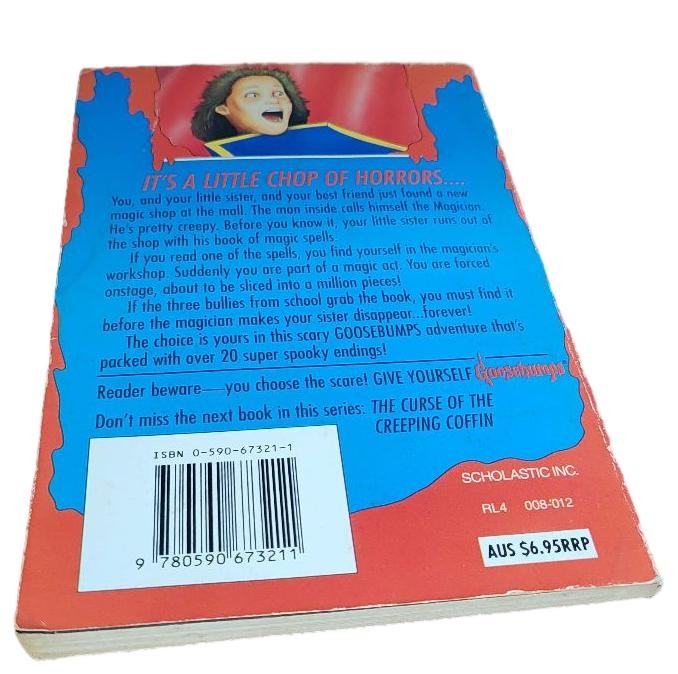 IT'S A LITTLE CHOP OF HORRORS....
You, and your little sister, and your best friend just found a new
magic shop at the mall. The man inside calls himself the Magician.
He's pretty creepy. Before you know it, your little sister runs out of
the shop with his book of magic spells.
If you read one of the spells, you find yourself in the magician's
workshop. Suddenly you are part of a magic act. You are forced
onstage, about to be sliced into a million pieces!
If the three bullies from school grab the book, you must find it
before the magician makes your sister disappear...forever!
The choice is yours in this scary GOOSEBUMPS adventure that's
packed with over 20 super spooky endings!
Reader beware—you choose the scare! GIVE YOURSELF Goosebumps
Don't miss the next book in this series: THE CURSE OF THE
CREEPING COFFIN
ISBN 0-590-67321-1
9 780590 673211
SCHOLASTIC INC.
RL4 008-012
AUS $6.95RRP